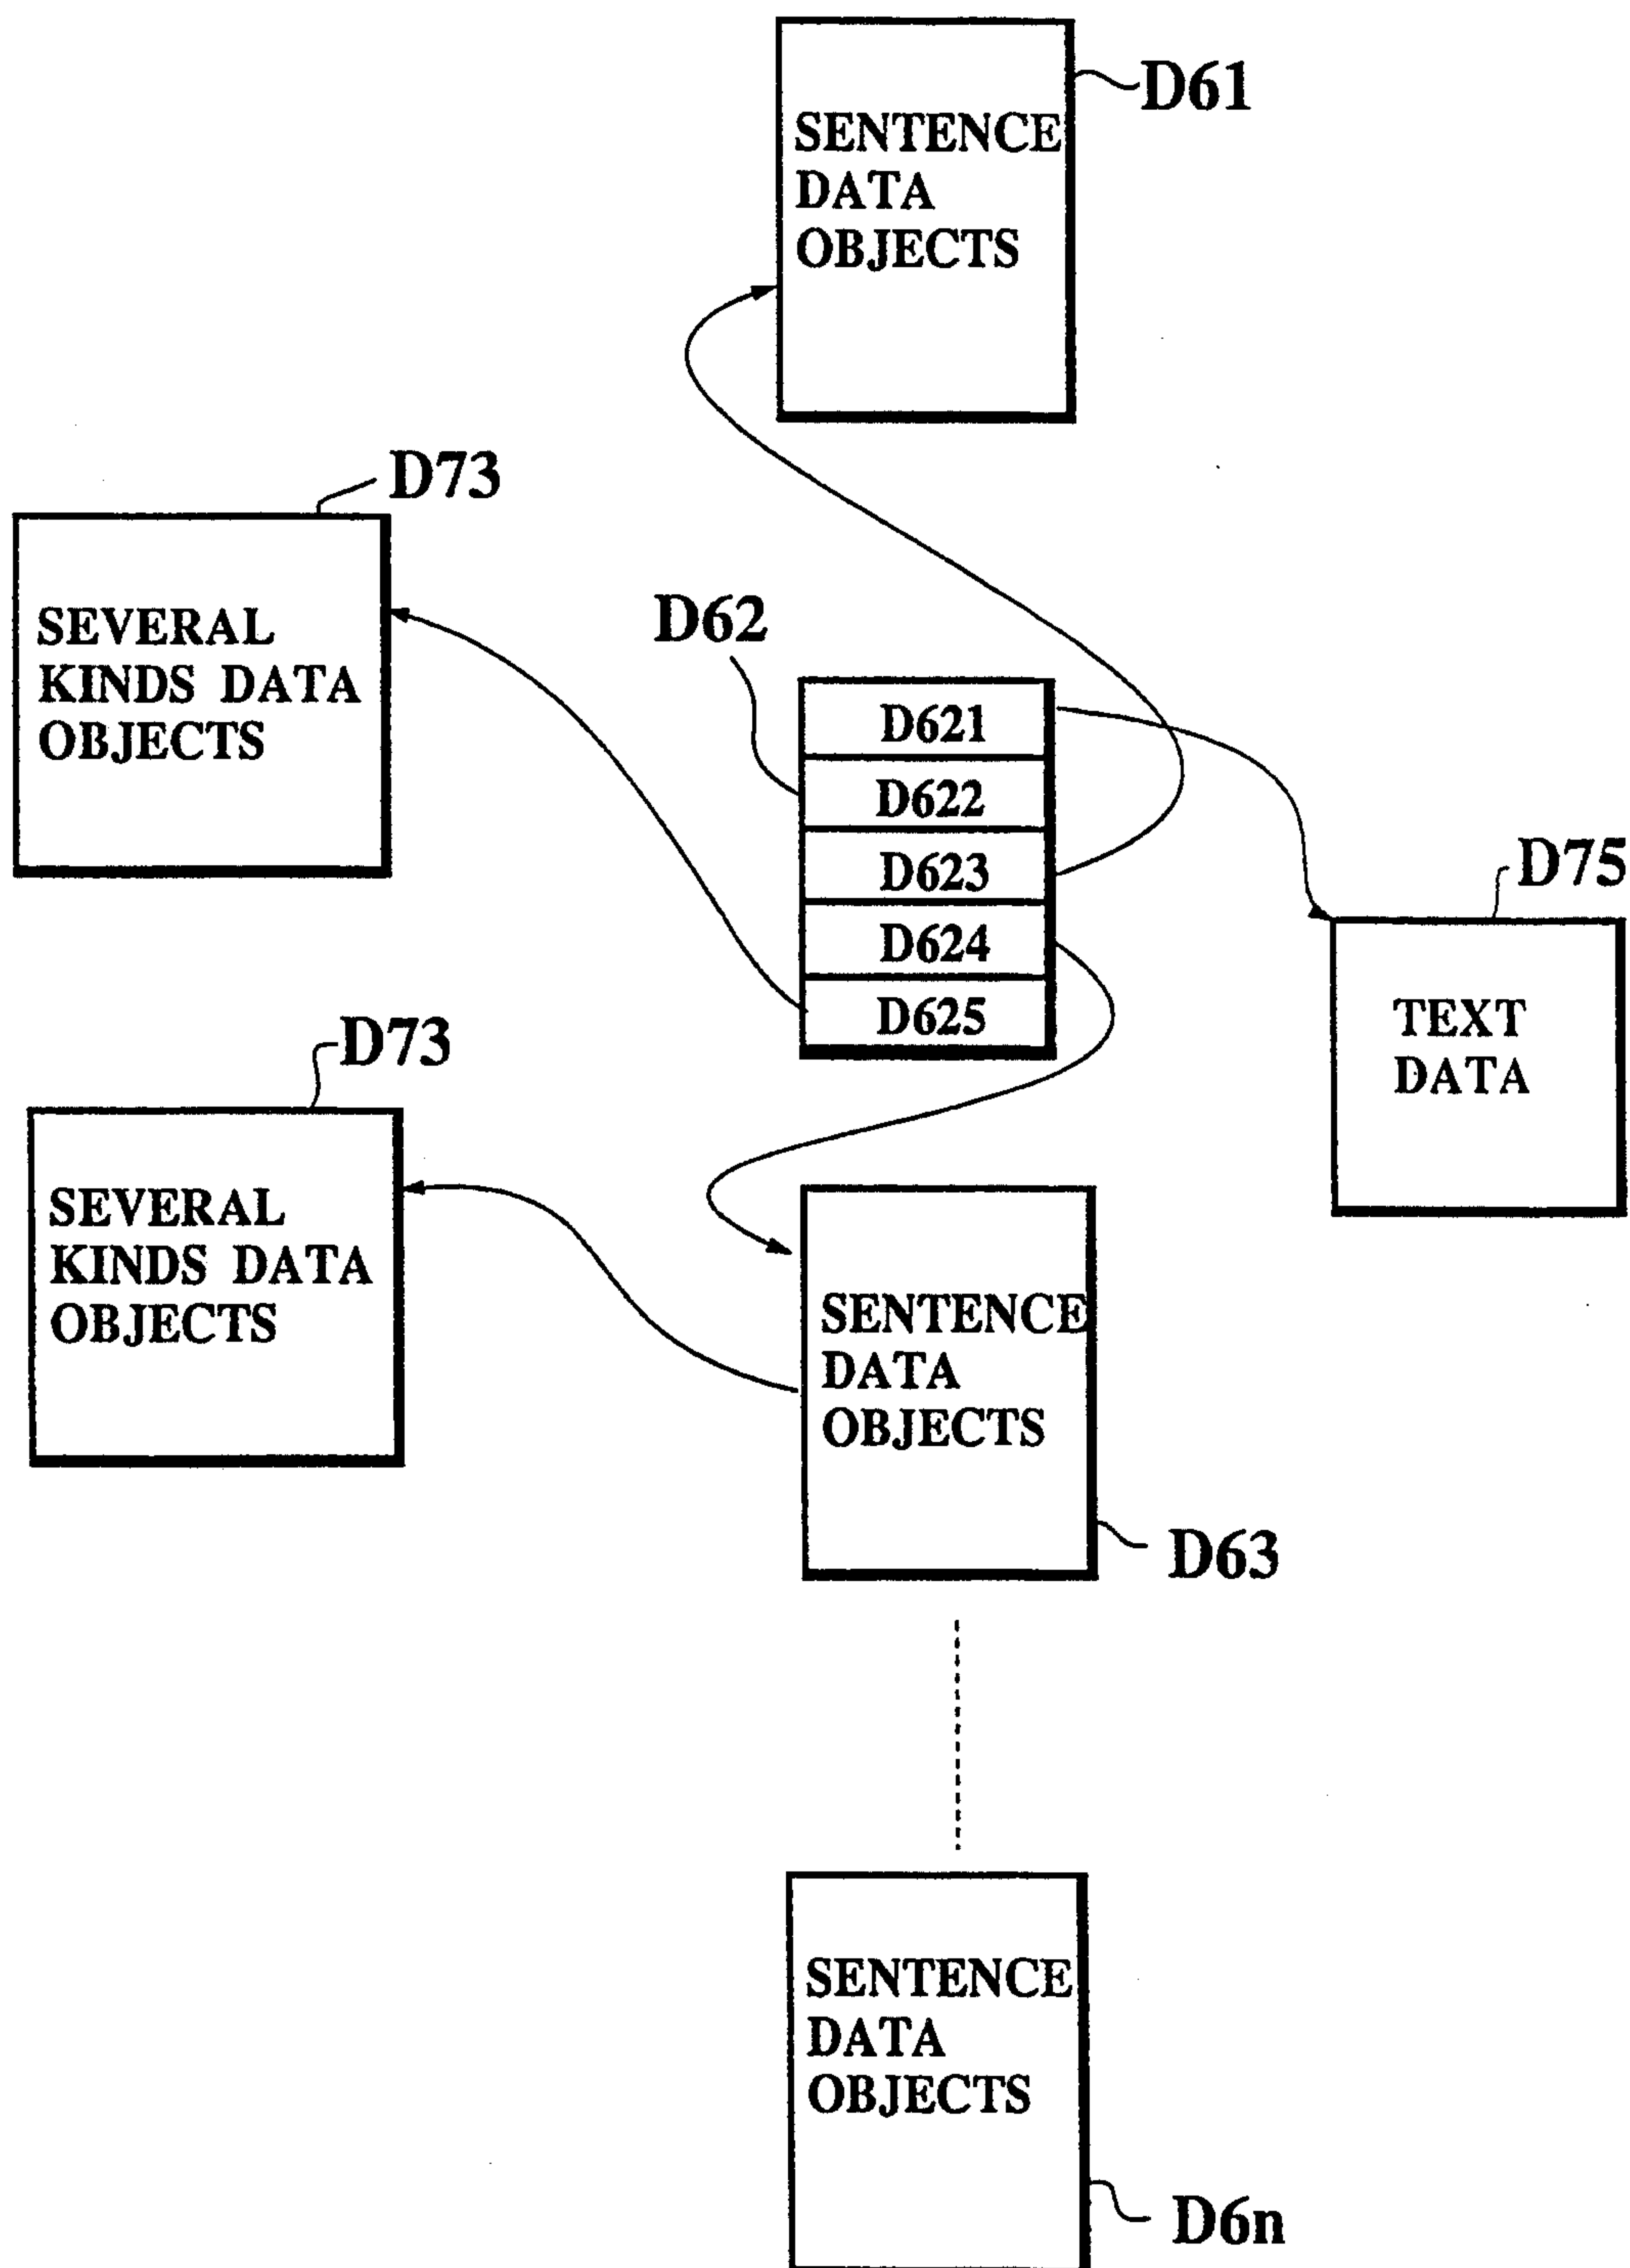 D61
SENTENCE
DATA
OBJECTS
D73
SEVERAL
KINDS DATA
OBJECTS
D62
D621
D622
D623
D624
D625
D75
TEXT
DATA
D73
SEVERAL
KINDS DATA
OBJECTS
SENTENCE
DATA
OBJECTS
D63
SENTENCE
DATA
OBJECTS
D6n